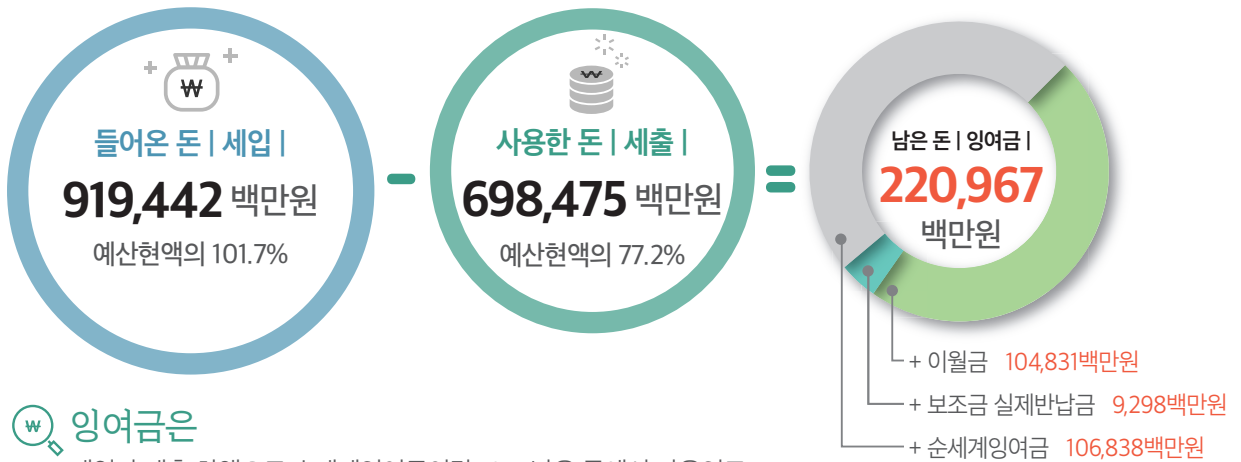 들어온 돈 | 세입 |
919,442 백만원
예산현액의 101.7%
-
사용한 돈 | 세출 |
698,475 백만원
예산현액의 77.2%
=
남은 돈 | 잉여금 |
220,967
백만원
+ 이월금 104,831백만원
+ 보조금 실제반납금 9,298백만원
+ 순세계잉여금 106,838백만원
₩ 잉여금은